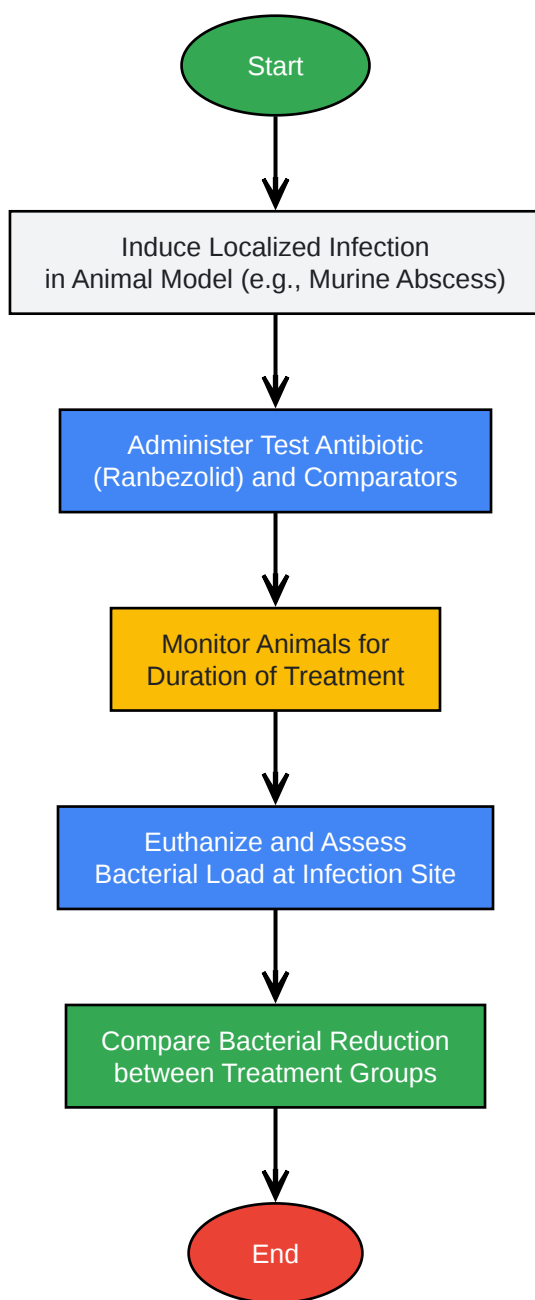 Start
Induce Localized Infection
in Animal Model (e.g., Murine Abscess)
Administer Test Antibiotic
(Ranbezolid) and Comparators
Monitor Animals for
Duration of Treatment
Euthanize and Assess
Bacterial Load at Infection Site
Compare Bacterial Reduction
between Treatment Groups
End